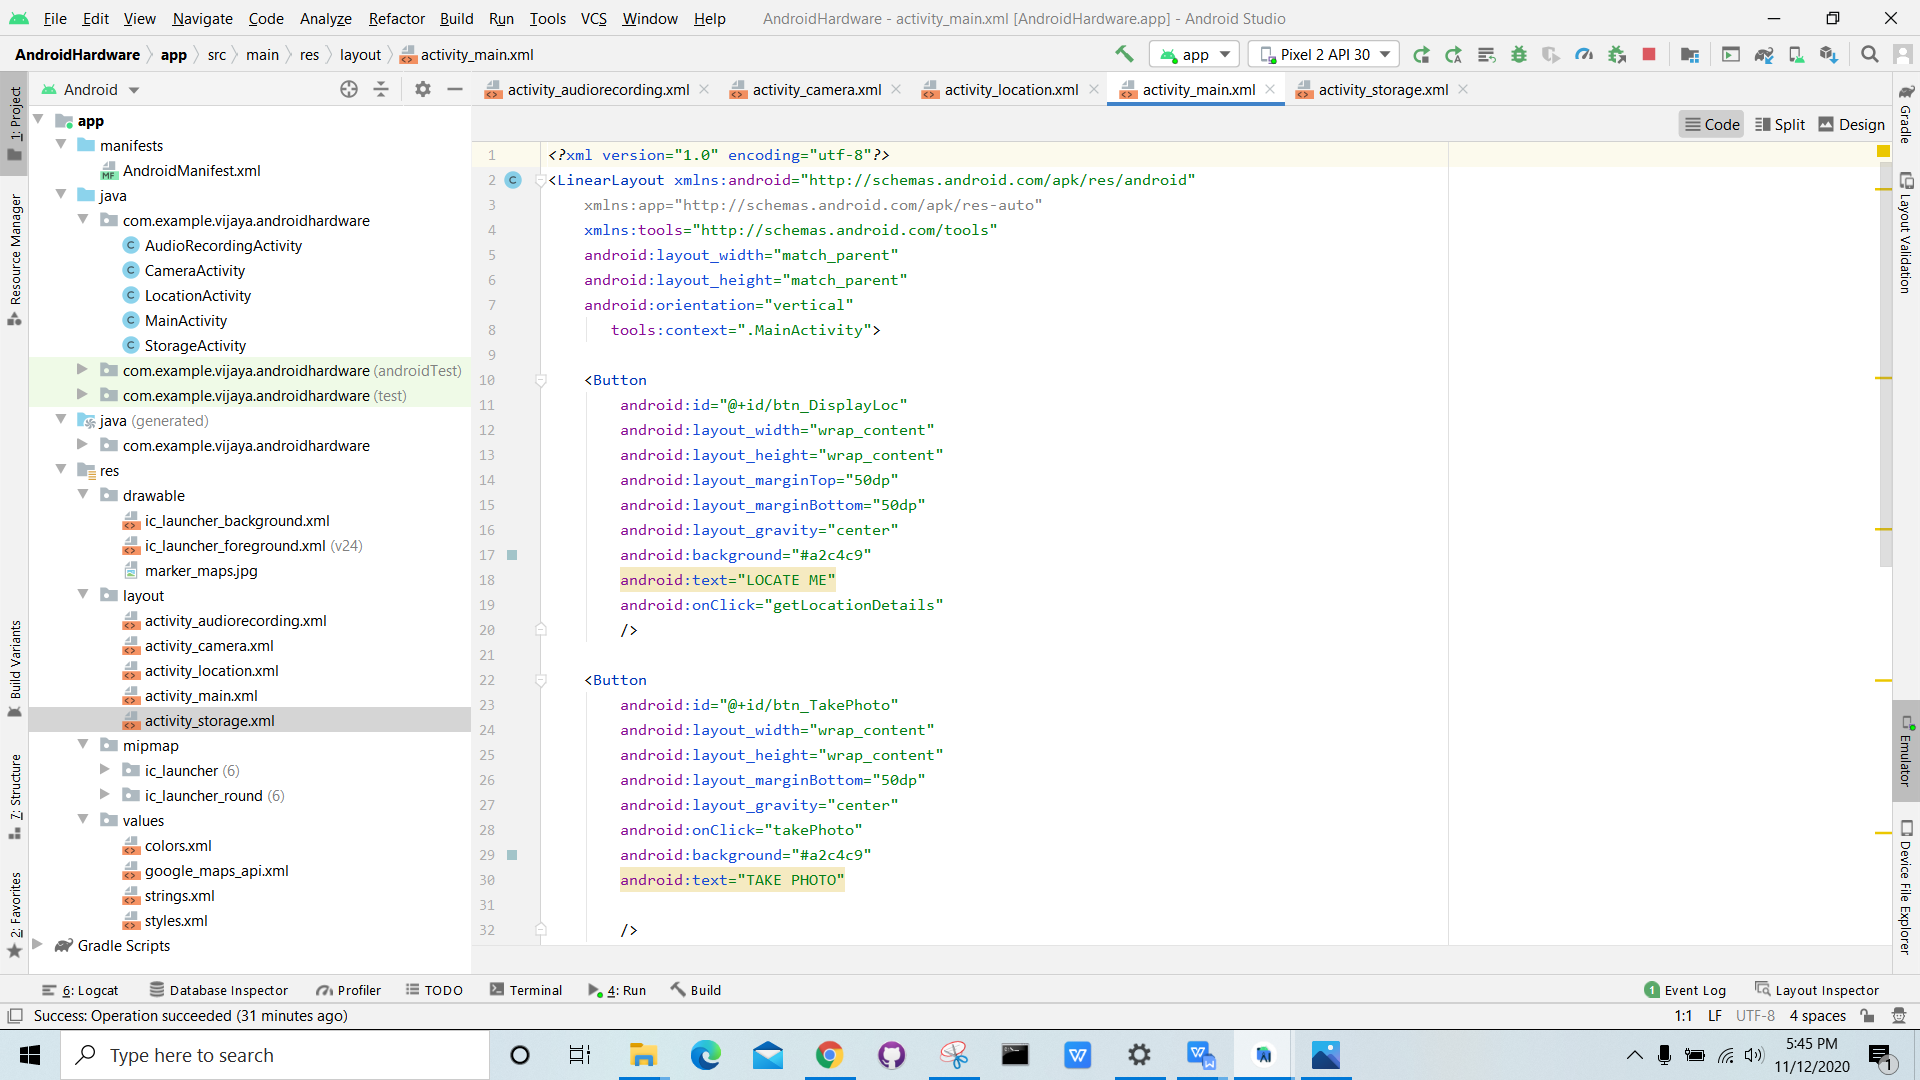 File Edit View Navigate Code Analyze Refactor Build Run Tools VCS Window Help AndroidHardware - activity_main.xml [AndroidHardware.app] - Android Studio
AndroidHardware app src main res layout activity_main.xml app Pixel 2 API 30
Android
activity_audiorecording.xml activity_camera.xml activity_location.xml activity_main.xml activity_storage.xml
Code Split Design
1: Project
Resource Manager
Build Variants
7: Structure
2: Favorites
app
manifests
AndroidManifest.xml
java
com.example.vijaya.androidhardware
AudioRecordingActivity
CameraActivity
LocationActivity
MainActivity
StorageActivity
com.example.vijaya.androidhardware (androidTest)
com.example.vijaya.androidhardware (test)
java (generated)
com.example.vijaya.androidhardware
res
drawable
ic_launcher_background.xml
ic_launcher_foreground.xml (v24)
marker_maps.jpg
layout
activity_audiorecording.xml
activity_camera.xml
activity_location.xml
activity_main.xml
activity_storage.xml
mipmap
ic_launcher (6)
ic_launcher_round (6)
values
colors.xml
google_maps_api.xml
strings.xml
styles.xml
Gradle Scripts
1 <?xml version="1.0" encoding="utf-8"?>
2 <LinearLayout xmlns:android="http://schemas.android.com/apk/res/android"
3 xmlns:app="http://schemas.android.com/apk/res-auto"
4 xmlns:tools="http://schemas.android.com/tools"
5 android:layout_width="match_parent"
6 android:layout_height="match_parent"
7 android:orientation="vertical"
8 tools:context=".MainActivity">
9
10 <Button
11 android:id="@+id/btn_DisplayLoc"
12 android:layout_width="wrap_content"
13 android:layout_height="wrap_content"
14 android:layout_marginTop="50dp"
15 android:layout_marginBottom="50dp"
16 android:layout_gravity="center"
17 android:background="#a2c4c9"
18 android:text="LOCATE ME"
19 android:onClick="getLocationDetails"
20 />
21
22 <Button
23 android:id="@+id/btn_TakePhoto"
24 android:layout_width="wrap_content"
25 android:layout_height="wrap_content"
26 android:layout_marginBottom="50dp"
27 android:layout_gravity="center"
28 android:onClick="takePhoto"
29 android:background="#a2c4c9"
30 android:text="TAKE PHOTO"
31
32 />
Gradle
Layout Validation
Emulator
Device File Explorer
6: Logcat Database Inspector Profiler TODO Terminal 4: Run Build 1 Event Log Layout Inspector
Success: Operation succeeded (31 minutes ago) 1:1 LF UTF-8 4 spaces
Type here to search
5:45 PM
11/12/2020
1